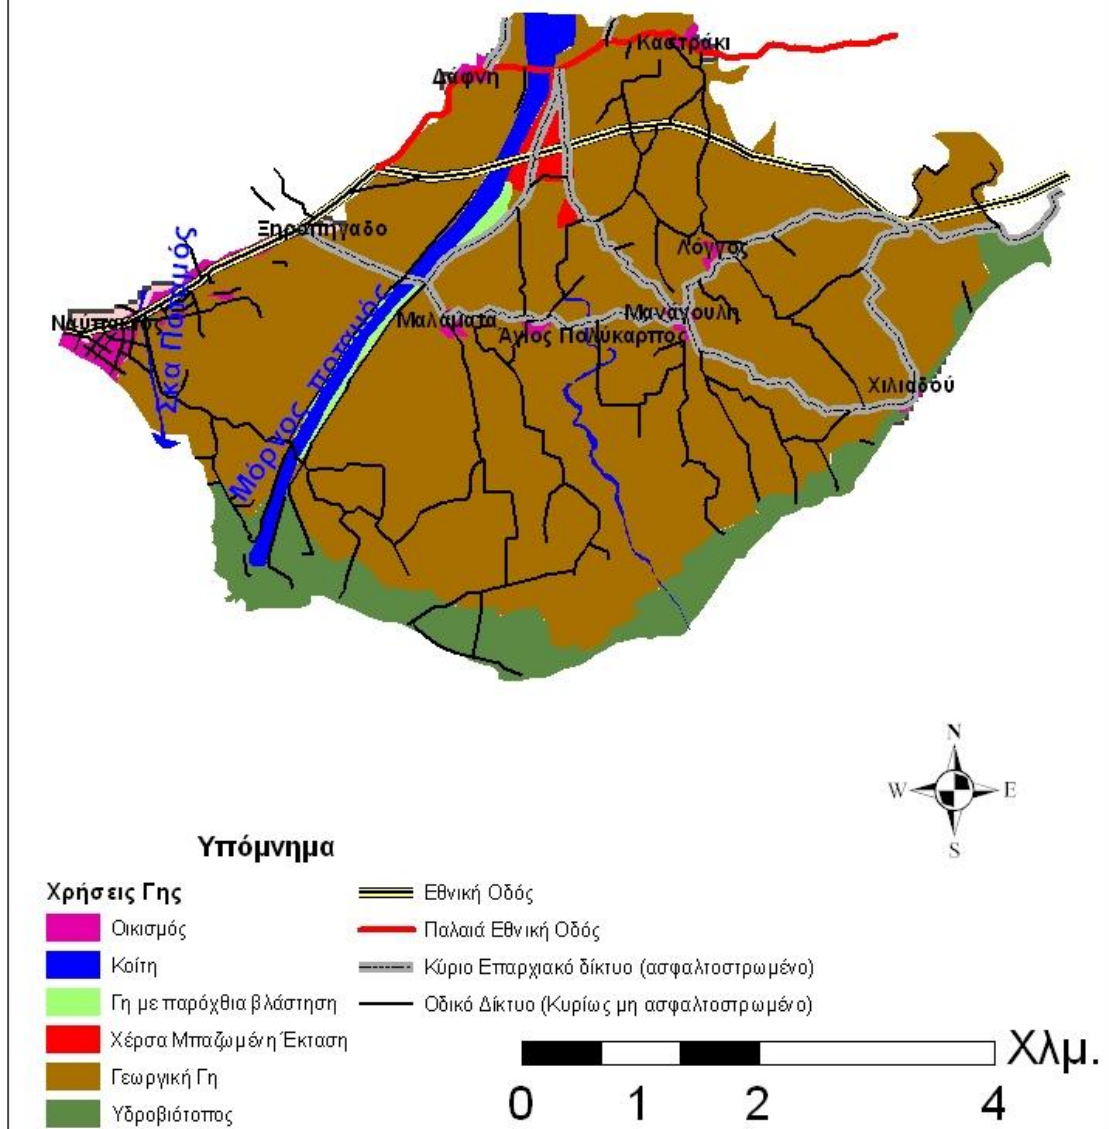 Καστράκι
Δάφνη
Ξηροπήγαδο
Λόγγος
Ναύπακτος
Σκα Ποταμός
Μόρνος ποταμός
Μαλάματα
Άγιος Πολύκαρπος
Μανάγουλη
Χιλιαδού
N
W E
S
Υπόμνημα
Χρήσεις Γης
Οικισμός
Κοίτη
Γη με παρόχθια βλάστηση
Χέρσα Μπαζωμένη Έκταση
Γεωργική Γη
Υδροβιότοπος
Εθνική Οδός
Παλαιά Εθνική Οδός
Κύριο Επαρχιακό δίκτυο (ασφαλτοστρωμένο)
Οδικό Δίκτυο (Κυρίως μη ασφαλτοστρωμένο)
Χλμ.
0 1 2 4